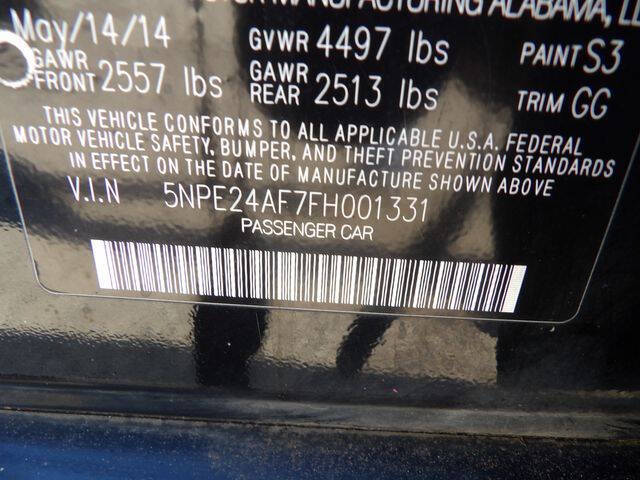 MANUFACTURING ALABAMA,
May/14/14 GVWR 4497 lbs PAINT S3
GAWR FRONT 2557 lbs GAWR REAR 2513 lbs TRIM GG
THIS VEHICLE CONFORMS TO ALL APPLICABLE U.S.A. FEDERAL
MOTOR VEHICLE SAFETY, BUMPER, AND THEFT PREVENTION STANDARDS
IN EFFECT ON THE DATE OF MANUFACTURE SHOWN ABOVE
V.I.N 5NPE24AF7FH001331
PASSENGER CAR